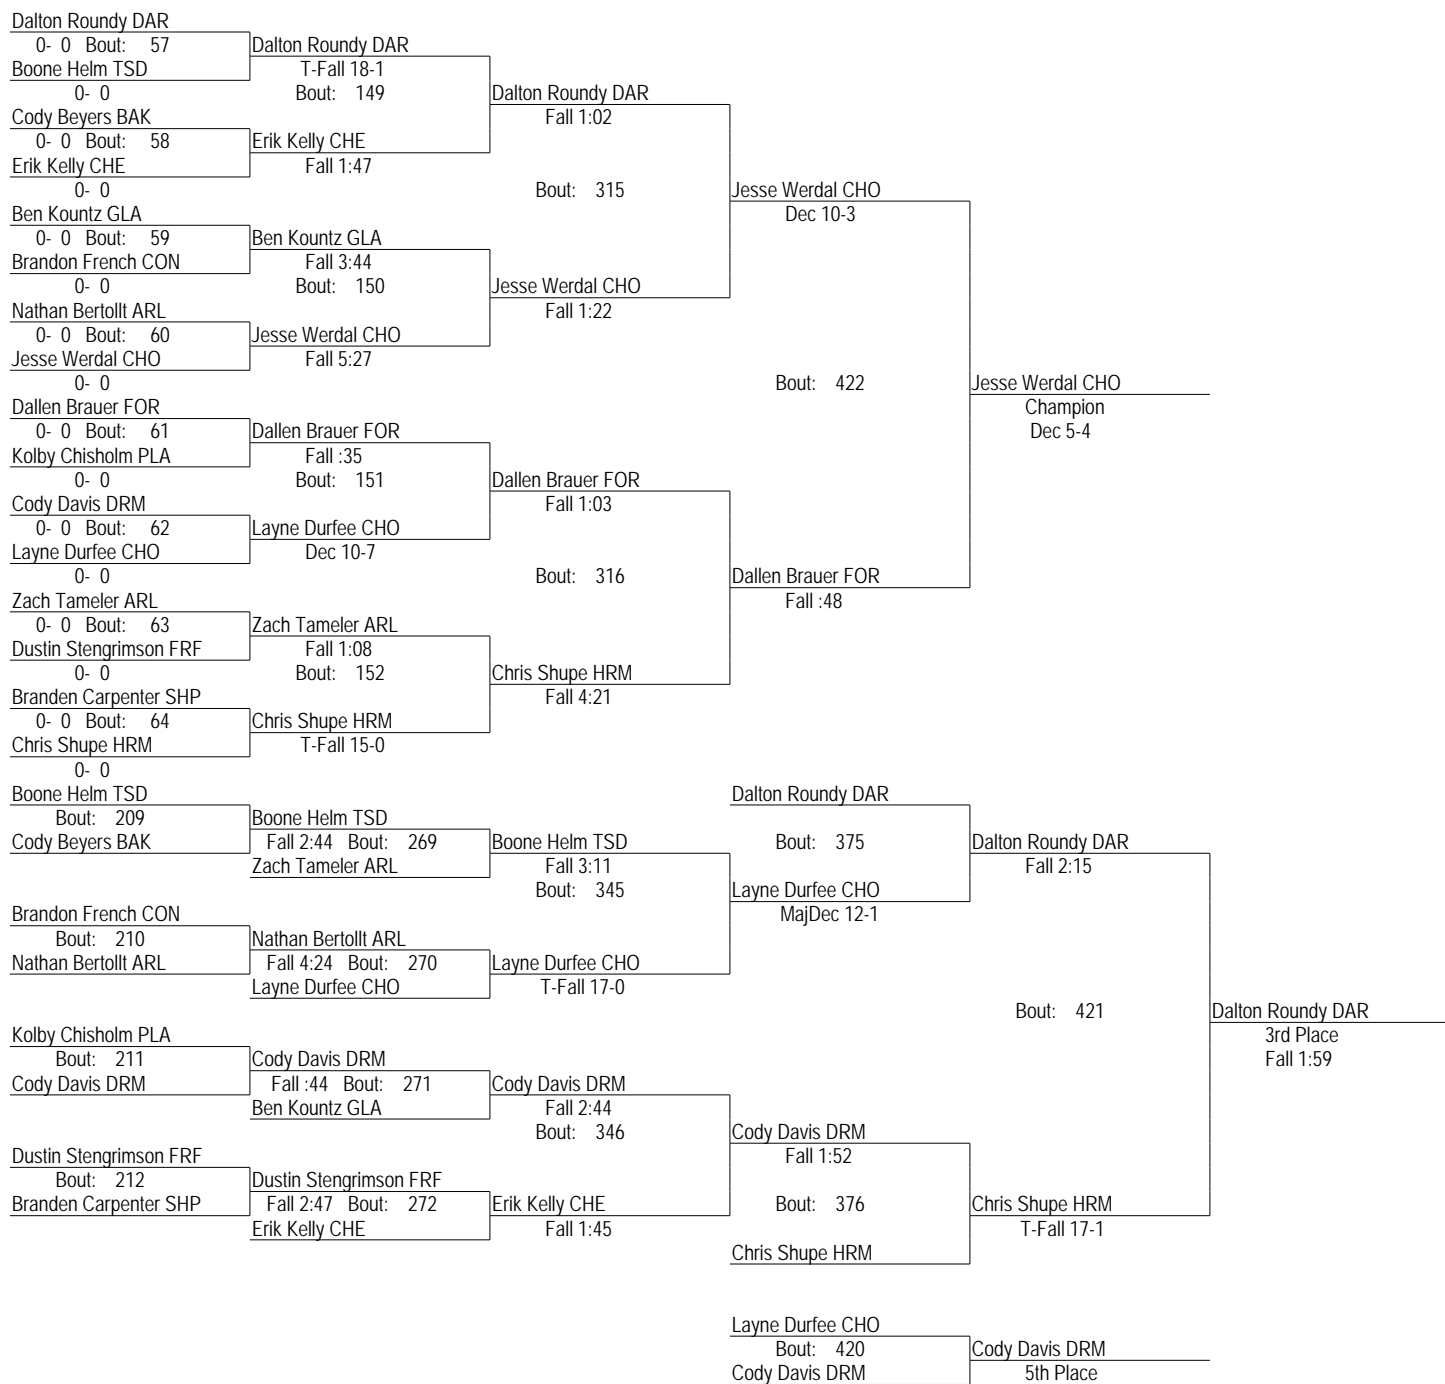 Dalton Roundy DAR
0- 0 Bout: 57
Dalton Roundy DAR
Boone Helm TSD
T-Fall 18-1
0- 0
Bout: 149
Dalton Roundy DAR
Cody Beyers BAK
Fall 1:02
0- 0 Bout: 58
Erik Kelly CHE
Erik Kelly CHE
Fall 1:47
0- 0
Bout: 315
Jesse Werdal CHO
Ben Kountz GLA
Dec 10-3
0- 0 Bout: 59
Ben Kountz GLA
Brandon French CON
Fall 3:44
0- 0
Bout: 150
Jesse Werdal CHO
Nathan Bertollt ARL
Fall 1:22
0- 0 Bout: 60
Jesse Werdal CHO
Jesse Werdal CHO
Fall 5:27
0- 0
Bout: 422
Jesse Werdal CHO
Dallen Brauer FOR
Champion
0- 0 Bout: 61
Dallen Brauer FOR
Dec 5-4
Kolby Chisholm PLA
Fall :35
0- 0
Bout: 151
Dallen Brauer FOR
Cody Davis DRM
Fall 1:03
0- 0 Bout: 62
Layne Durfee CHO
Layne Durfee CHO
Dec 10-7
0- 0
Bout: 316
Dallen Brauer FOR
Zach Tameler ARL
Fall :48
0- 0 Bout: 63
Zach Tameler ARL
Dustin Stengrimson FRF
Fall 1:08
0- 0
Bout: 152
Chris Shupe HRM
Branden Carpenter SHP
Fall 4:21
0- 0 Bout: 64
Chris Shupe HRM
Chris Shupe HRM
T-Fall 15-0
0- 0
Boone Helm TSD
Dalton Roundy DAR
Bout: 209
Boone Helm TSD
Cody Beyers BAK
Fall 2:44 Bout: 269
Boone Helm TSD
Bout: 375
Dalton Roundy DAR
Zach Tameler ARL
Fall 3:11
Fall 2:15
Bout: 345
Layne Durfee CHO
Brandon French CON
MajDec 12-1
Bout: 210
Nathan Bertollt ARL
Nathan Bertollt ARL
Fall 4:24 Bout: 270
Layne Durfee CHO
Layne Durfee CHO
T-Fall 17-0
Bout: 421
Dalton Roundy DAR
Kolby Chisholm PLA
3rd Place
Bout: 211
Cody Davis DRM
Fall 1:59
Cody Davis DRM
Fall :44 Bout: 271
Cody Davis DRM
Ben Kountz GLA
Fall 2:44
Bout: 346
Cody Davis DRM
Dustin Stengrimson FRF
Fall 1:52
Bout: 212
Dustin Stengrimson FRF
Branden Carpenter SHP
Fall 2:47 Bout: 272
Erik Kelly CHE
Bout: 376
Chris Shupe HRM
Erik Kelly CHE
Fall 1:45
T-Fall 17-1
Chris Shupe HRM
Layne Durfee CHO
Bout: 420
Cody Davis DRM
Cody Davis DRM
5th Place